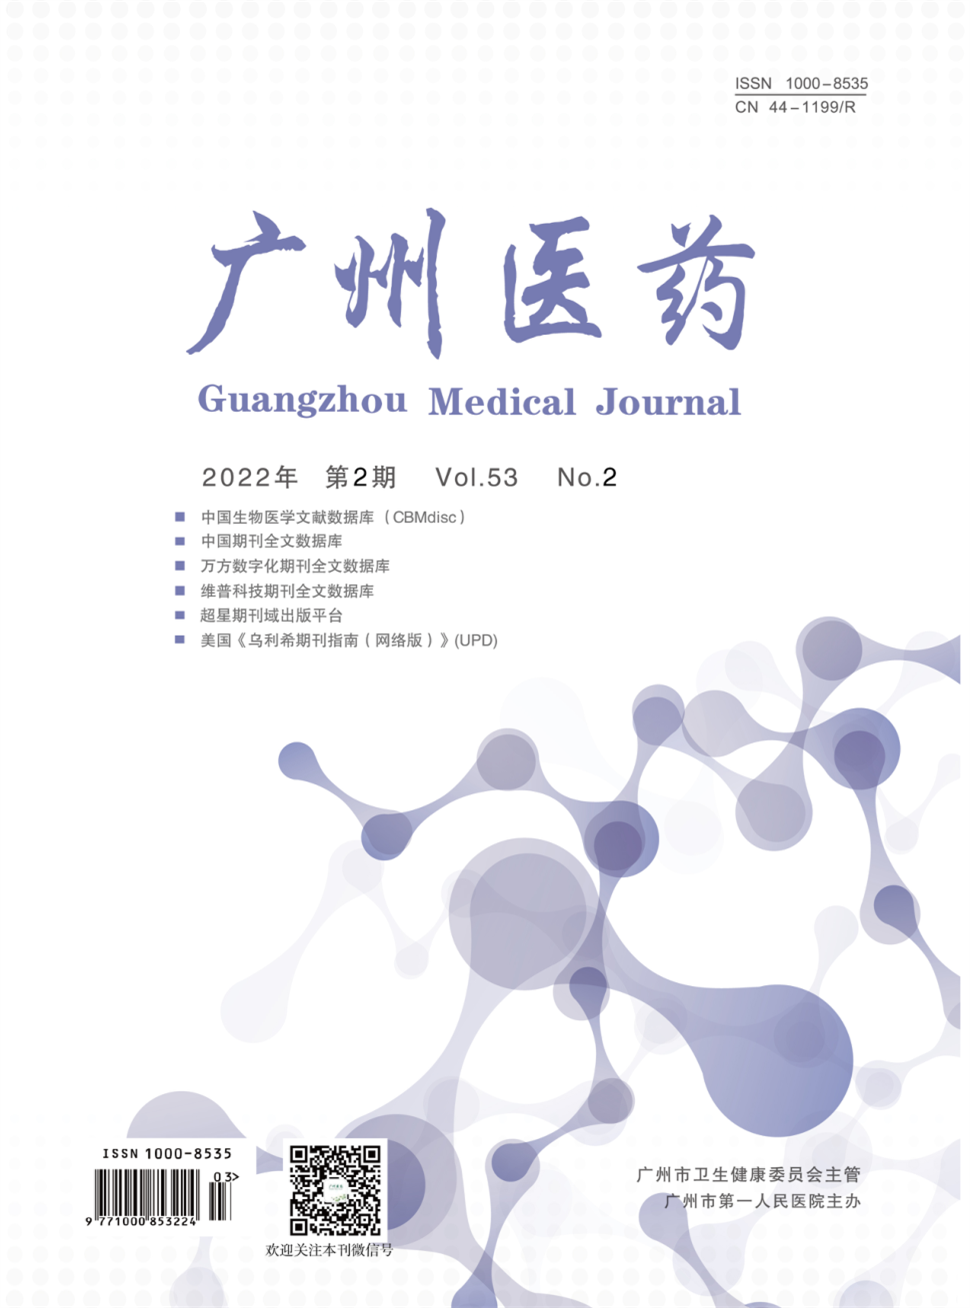 ISSN 1000-8535
CN 44-1199/R
广州医药
Guangzhou Medical Journal
2022年 第2期 Vol.53 No.2
中国生物医学文献数据库（CBMdisc）
中国期刊全文数据库
万方数字化期刊全文数据库
维普科技期刊全文数据库
超星期刊域出版平台
美国《乌利希期刊指南（网络版）》(UPD)
ISSN 1000-8535
03>
9 771000 853224
欢迎关注本刊微信号
广州市卫生健康委员会主管
广州市第一人民医院主办